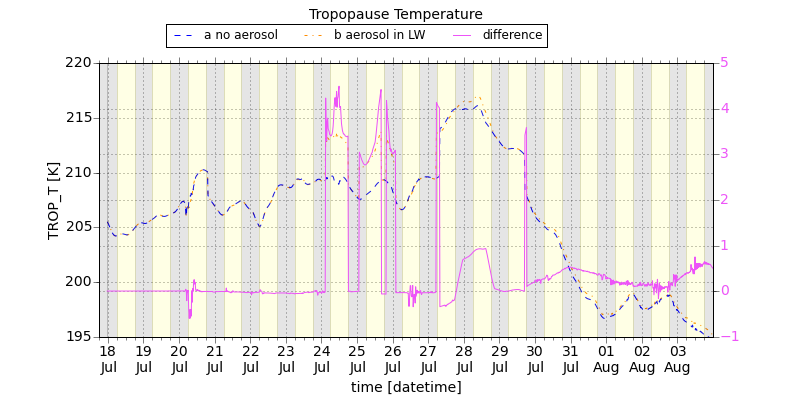 Tropopause Temperature
a no aerosol b aerosol in LW difference
220 5
215 4
210 3
205 2
1
200 0
195 −1
TROP_T [K]
18 19 20 21 22 23 24 25 26 27 28 29 30 31 01 02 03
Jul Jul Jul Jul Jul Jul Jul Jul Jul Jul Jul Jul Jul Jul Aug Aug Aug
time [datetime]